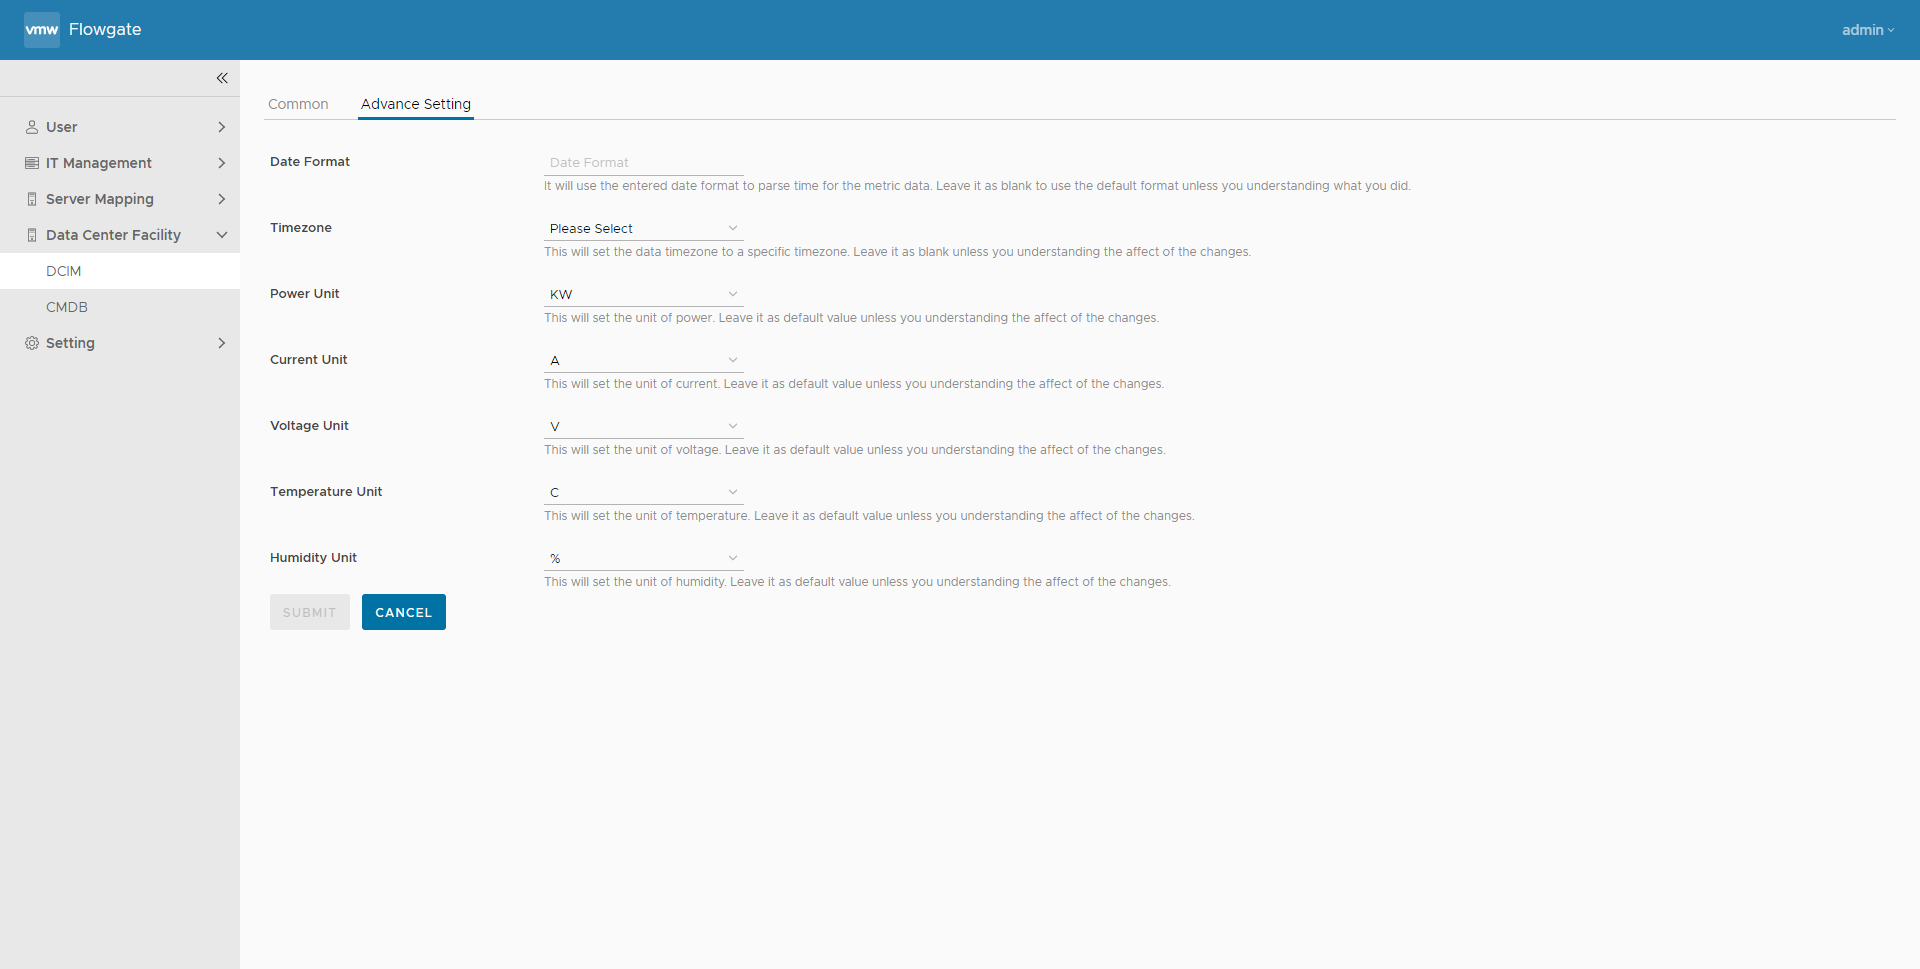 vmw Flowgate
admin
User
IT Management
Server Mapping
Data Center Facility
DCIM
CMDB
Setting
Common Advance Setting
Date Format Date Format
It will use the entered date format to parse time for the metric data. Leave it as blank to use the default format unless you understanding what you did.
Timezone Please Select
This will set the data timezone to a specific timezone. Leave it as blank unless you understanding the affect of the changes.
Power Unit KW
This will set the unit of power. Leave it as default value unless you understanding the affect of the changes.
Current Unit A
This will set the unit of current. Leave it as default value unless you understanding the affect of the changes.
Voltage Unit V
This will set the unit of voltage. Leave it as default value unless you understanding the affect of the changes.
Temperature Unit C
This will set the unit of temperature. Leave it as default value unless you understanding the affect of the changes.
Humidity Unit %
This will set the unit of humidity. Leave it as default value unless you understanding the affect of the changes.
SUBMIT CANCEL